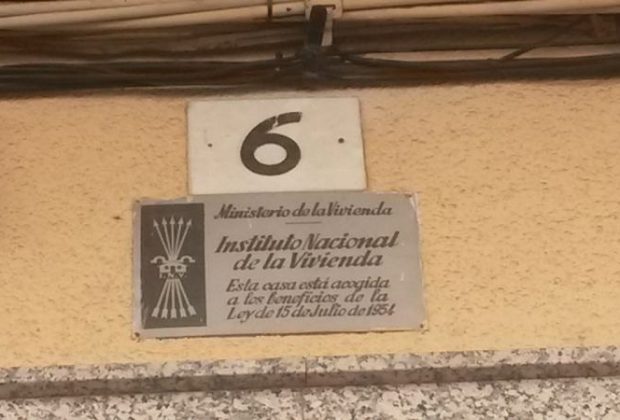 6
Ministerio de la Vivienda
Instituto Nacional
de la Vivienda
Esta casa está acogida
a los beneficios de la
Ley de 15 de Julio de 1954
I.N.V.